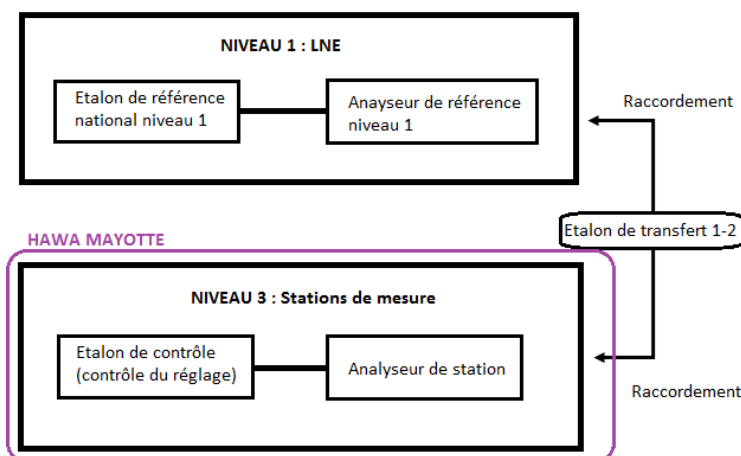 NIVEAU 1 : LNE
Etalon de référence
national niveau 1
Anayseur de référence
niveau 1
Raccordement
Etalon de transfert 1-2
HAWA MAYOTTE
NIVEAU 3 : Stations de mesure
Etalon de contrôle
(contrôle du réglage)
Analyseur de station
Raccordement